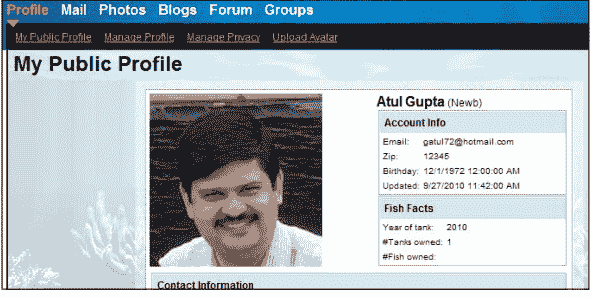 Profile Mail Photos Blogs Forum Groups
My Public Profile Manage Profile Manage Privacy Upload Avatar
My Public Profile
Atul Gupta (Newb)
Account Info
Email: gatul72@hotmail.com
Zip: 12345
Birthday: 12/1/1972 12:00:00 AM
Updated: 9/27/2010 11:42:00 AM
Fish Facts
Year of tank: 2010
#Tanks owned: 1
#Fish owned:
Contact Information